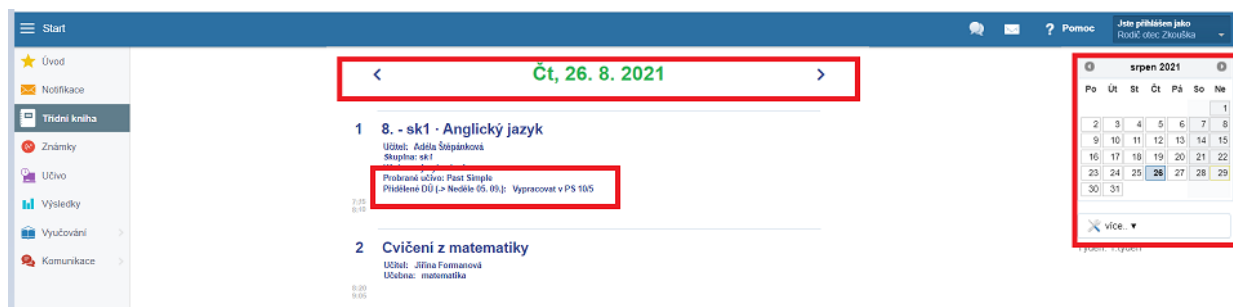 Start
? Pomoc
Jste přihlášen jako
Rodič otec Zkouška
Úvod
Notifikace
Třídní kniha
Známky
Učivo
Výsledky
Vyučování
Komunikace
Čt, 26. 8. 2021
1 8. - sk1 · Anglický jazyk
Učitel: Adéla Štěpánková
Skupina: sk1
Probrané učivo: Past Simple
Přidělené DÚ (-> Neděle 05. 09.): Vypracovat v PS 10/5
8:10
2 Cvičení z matematiky
Učitel: Jiřina Formanová
Učebna: matematika
8:20
9:05
srpen 2021
Po Út St Čt Pá So Ne
1
2 3 4 5 6 7 8
9 10 11 12 13 14 15
16 17 18 19 20 21 22
23 24 25 26 27 28 29
30 31
více.. ▼